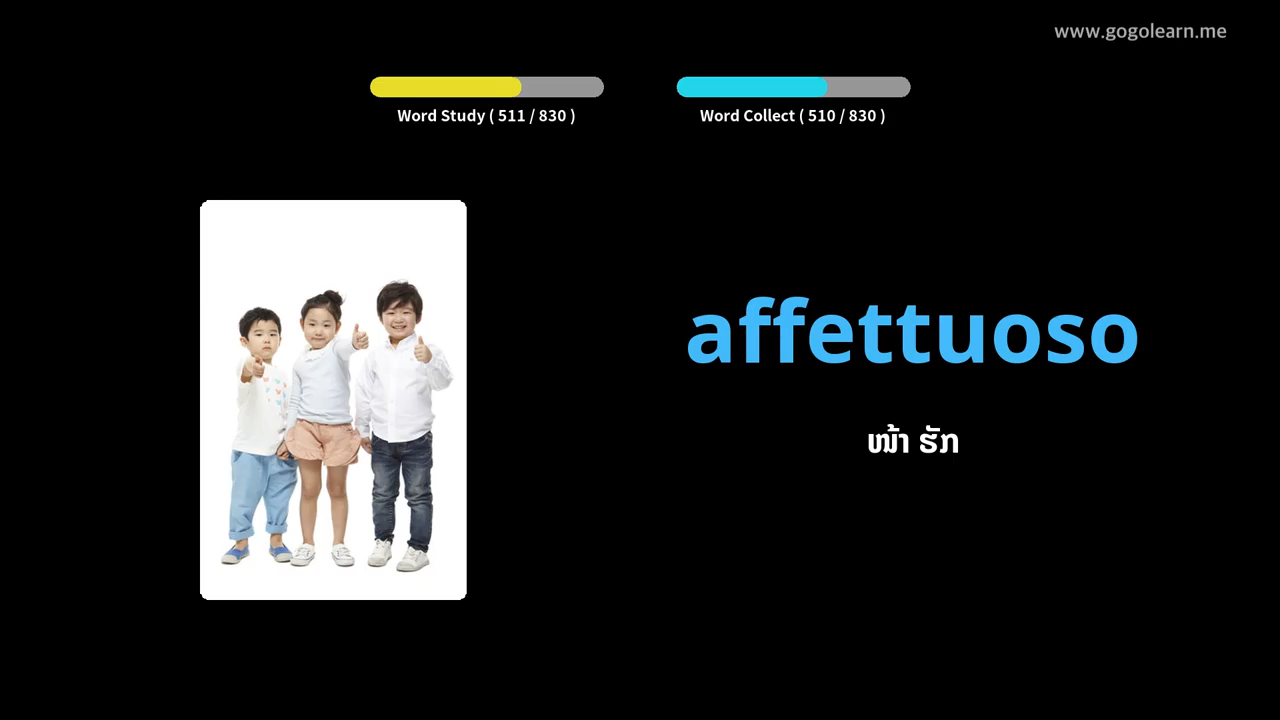 www.gogolearn.me
Word Study ( 511 / 830 )
Word Collect ( 510 / 830 )
affettuoso
ໜ້າ ຮັກ